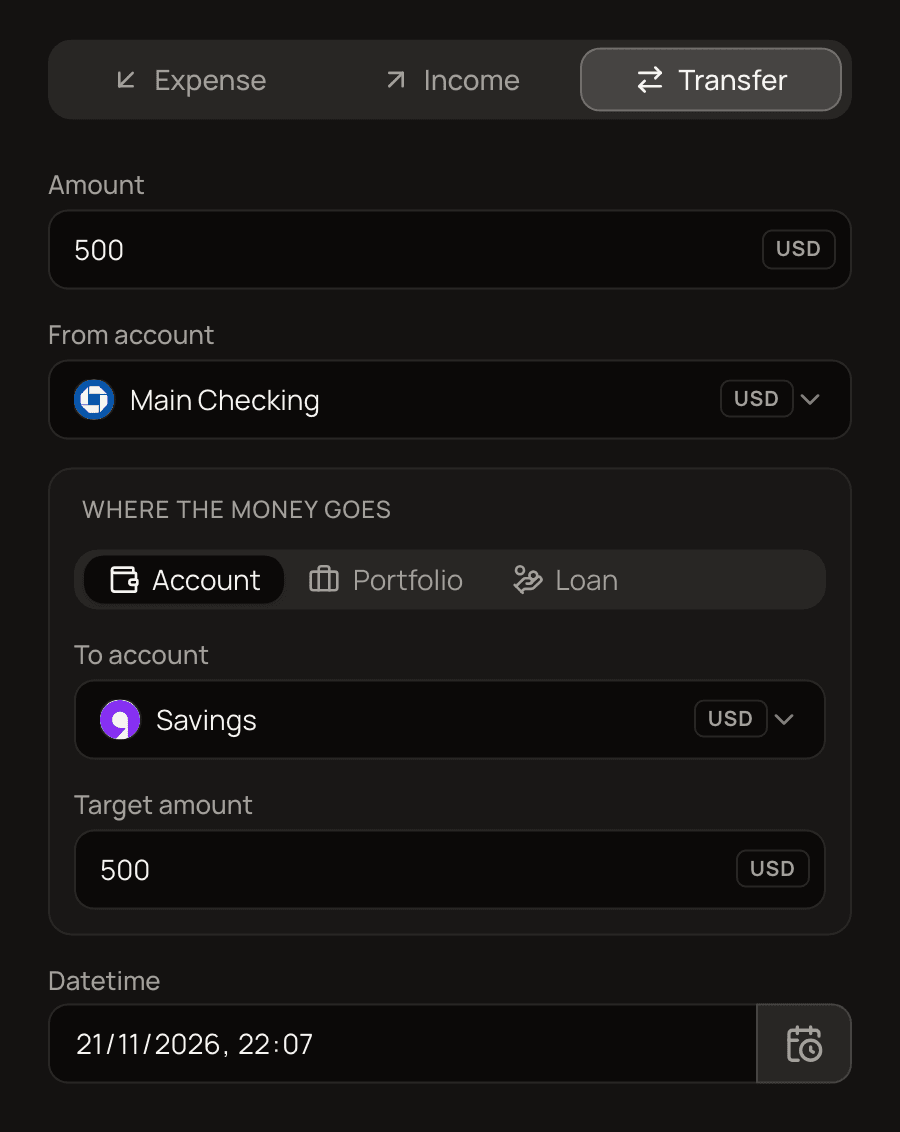 Expense Income Transfer
Amount
500 USD
From account
Main Checking USD
WHERE THE MONEY GOES
Account Portfolio Loan
To account
Savings USD
Target amount
500 USD
Datetime
21/11/2026, 22:07